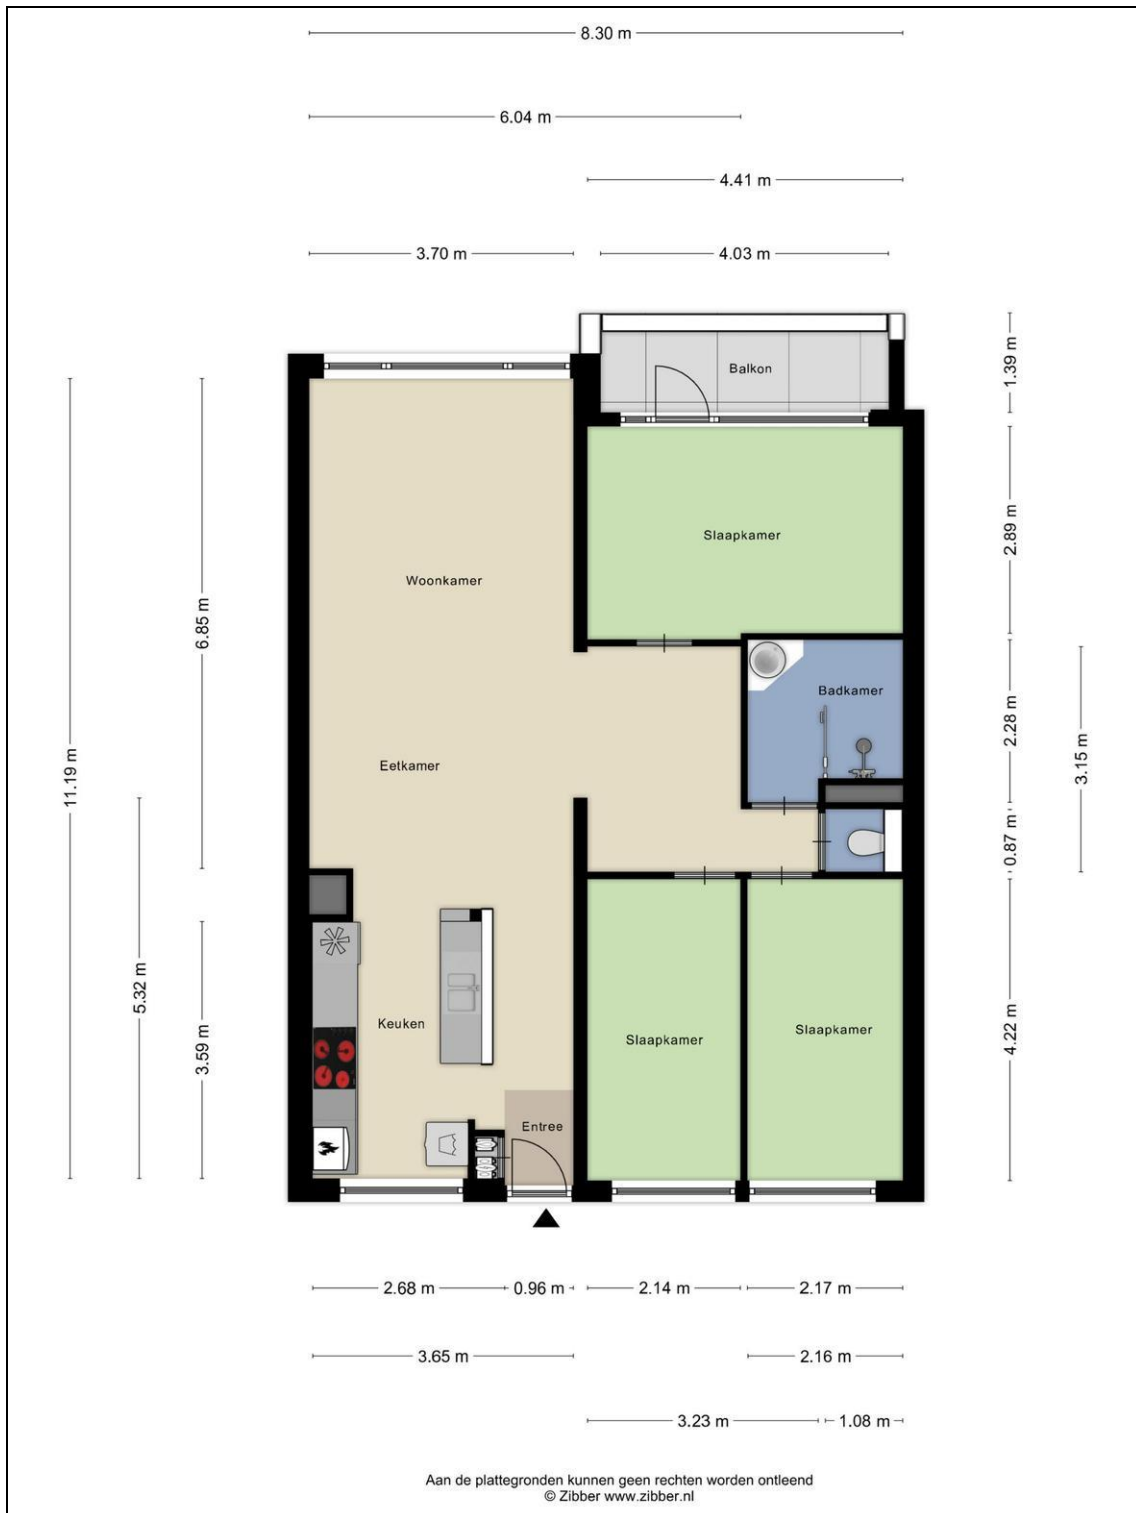 8.30 m
6.04 m
4.41 m
3.70 m
4.03 m
Balkon
1.39 m
Slaapkamer
2.89 m
Woonkamer
6.85 m
Badkamer
2.28 m
Eetkamer
11.19 m
3.15 m
0.87 m
5.32 m
3.59 m
Keuken
Slaapkamer
Slaapkamer
4.22 m
Entree
2.68 m
0.96 m
2.14 m
2.17 m
3.65 m
2.16 m
3.23 m
1.08 m
Aan de plattegronden kunnen geen rechten worden ontleend
© Zibber www.zibber.nl